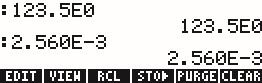 :123.5E0
123.5E0
:2.560E-3
2.560E-3
EDIT VIEW RCL STO▶ PURGE CLEAR